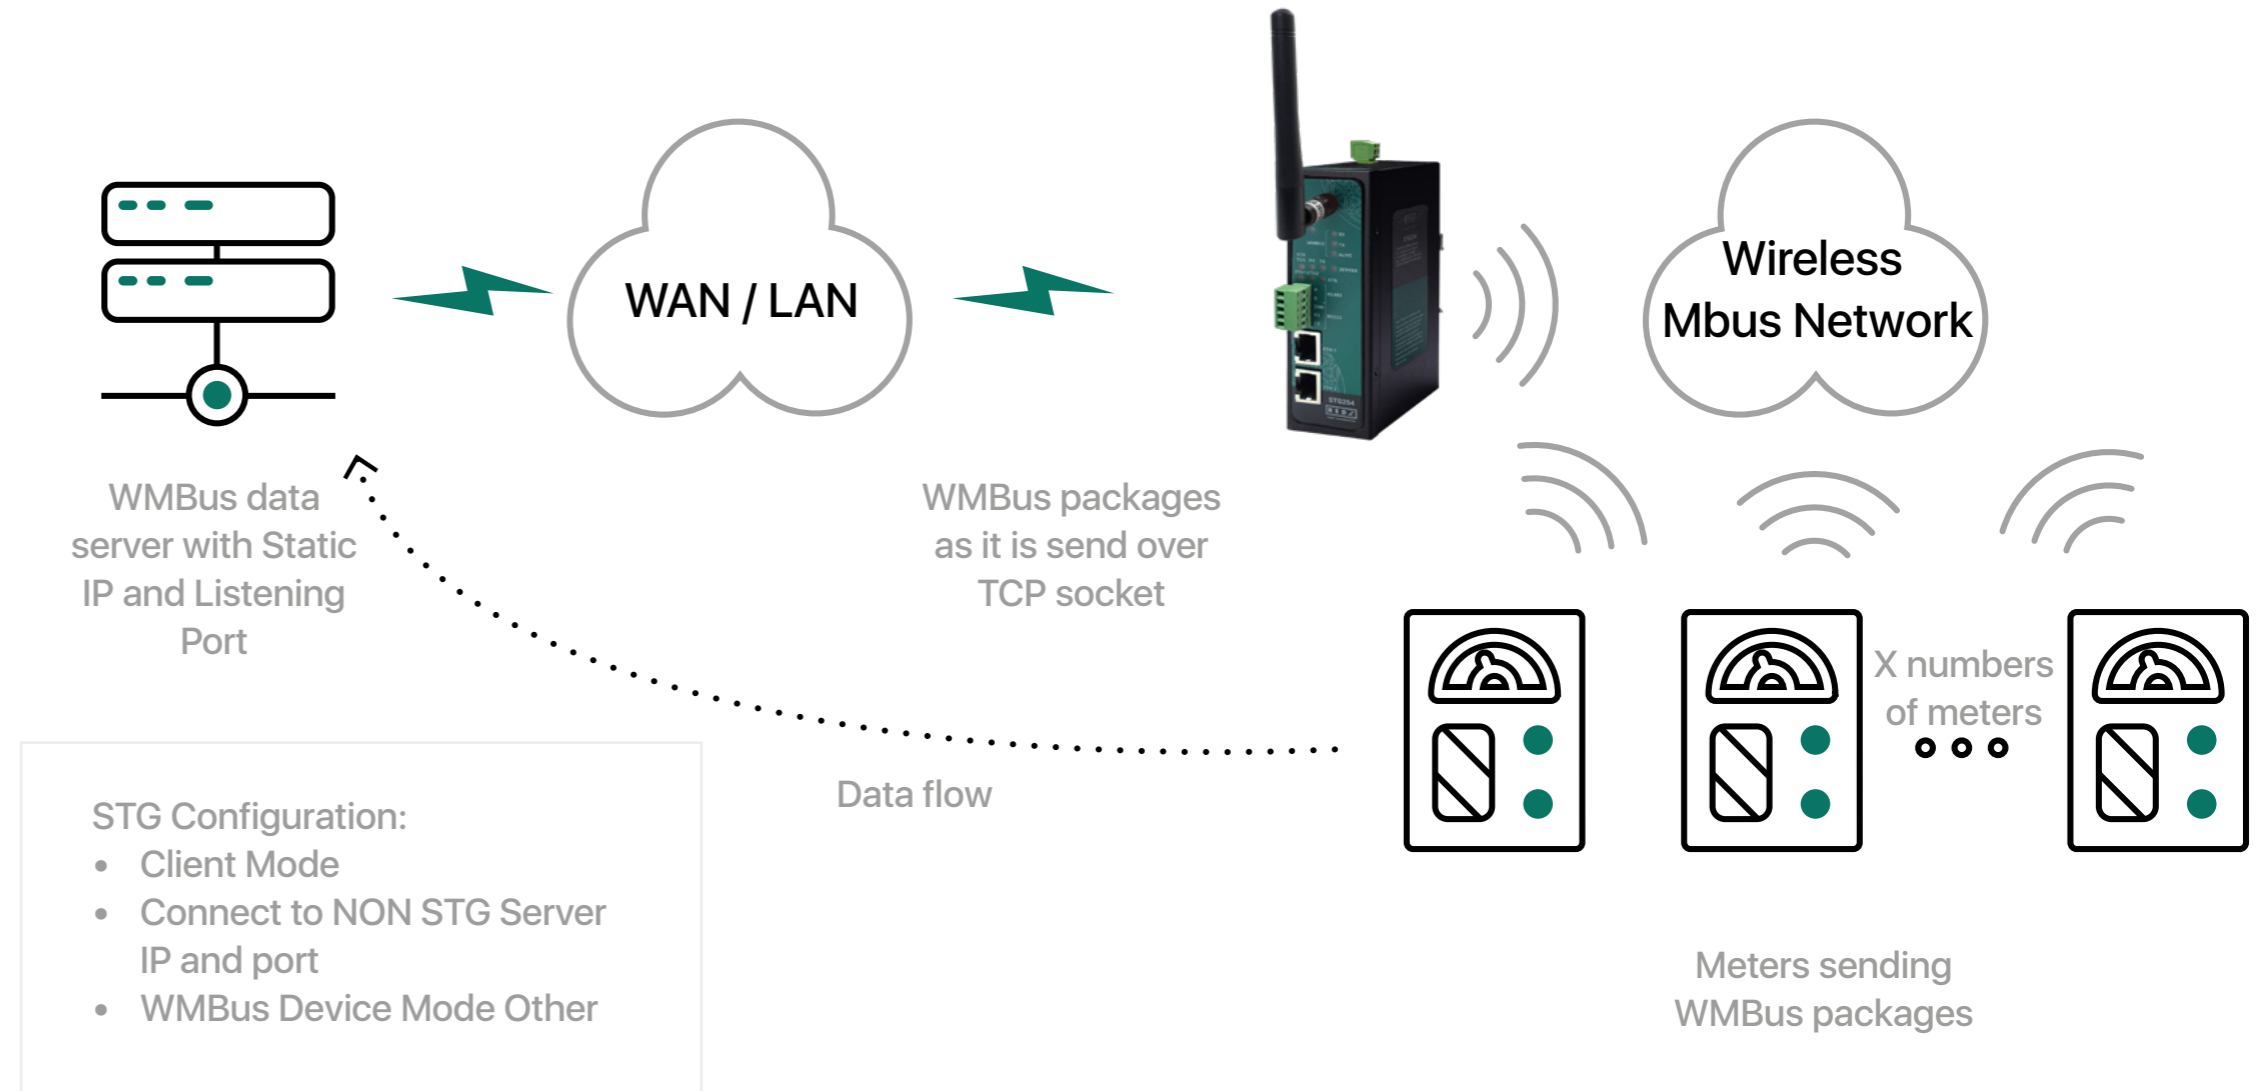 WAN / LAN
Wireless
Mbus Network
WMBus data
server with Static
IP and Listening
Port
WMBus packages
as it is send over
TCP socket
STG254
X numbers
of meters
Data flow
STG Configuration:
• Client Mode
• Connect to NON STG Server
IP and port
• WMBus Device Mode Other
Meters sending
WMBus packages